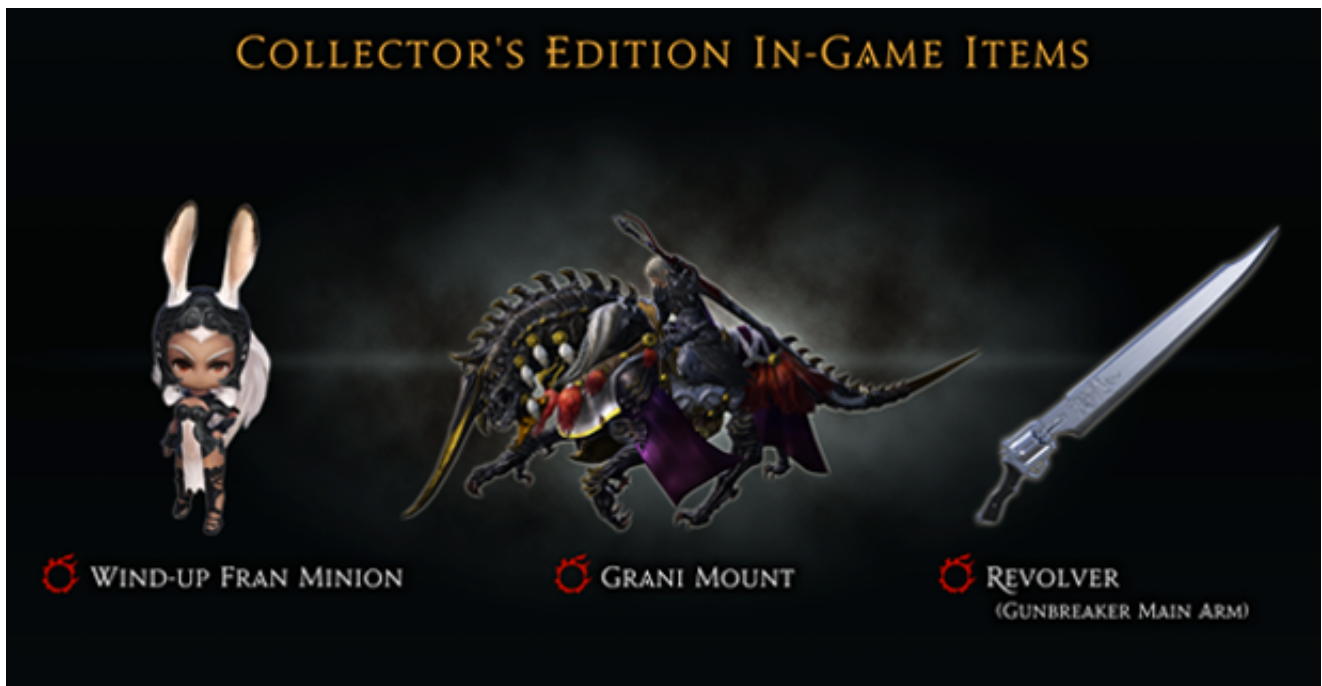 Collector's Edition In-Game Items
Wind-up Fran Minion
Grani Mount
Revolver
(Gunbreaker Main Arm)